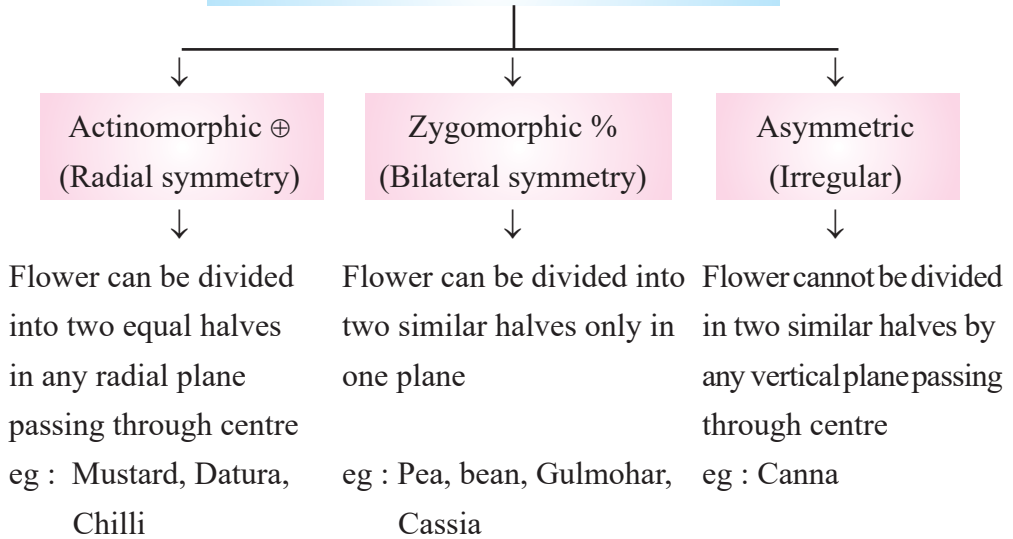 Actinomorphic ⊕
(Radial symmetry)
Zygomorphic %
(Bilateral symmetry)
Asymmetric
(Irregular)
Flower can be divided
into two equal halves
in any radial plane
passing through centre
eg : Mustard, Datura,
Chilli
Flower can be divided into
two similar halves only in
one plane
eg : Pea, bean, Gulmohar,
Cassia
Flower cannot be divided
in two similar halves by
any vertical plane passing
through centre
eg : Canna